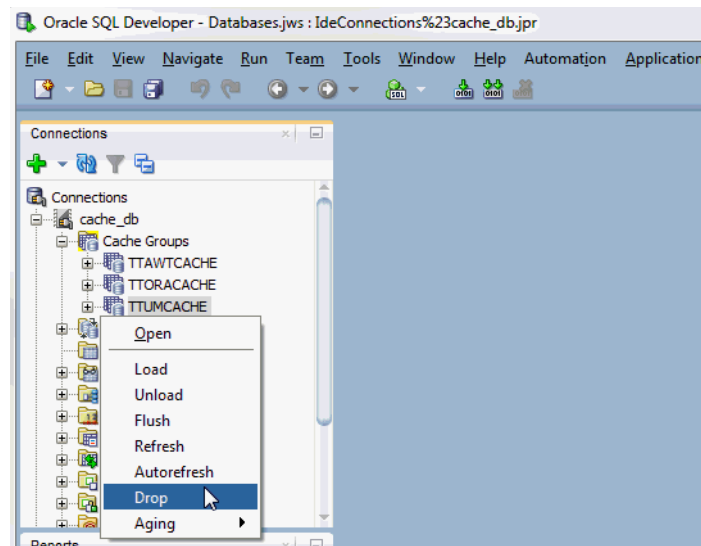 Oracle SQL Developer - Databases.jws : IdeConnections%23cache_db.jpr
File Edit View Navigate Run Team Tools Window Help Automation Application
Connections
Connections
cache_db
Cache Groups
TTAWTCACHE
TTORACACHE
TTUMCACHE
Open
Load
Unload
Flush
Refresh
Autorefresh
Drop
Aging
Reports